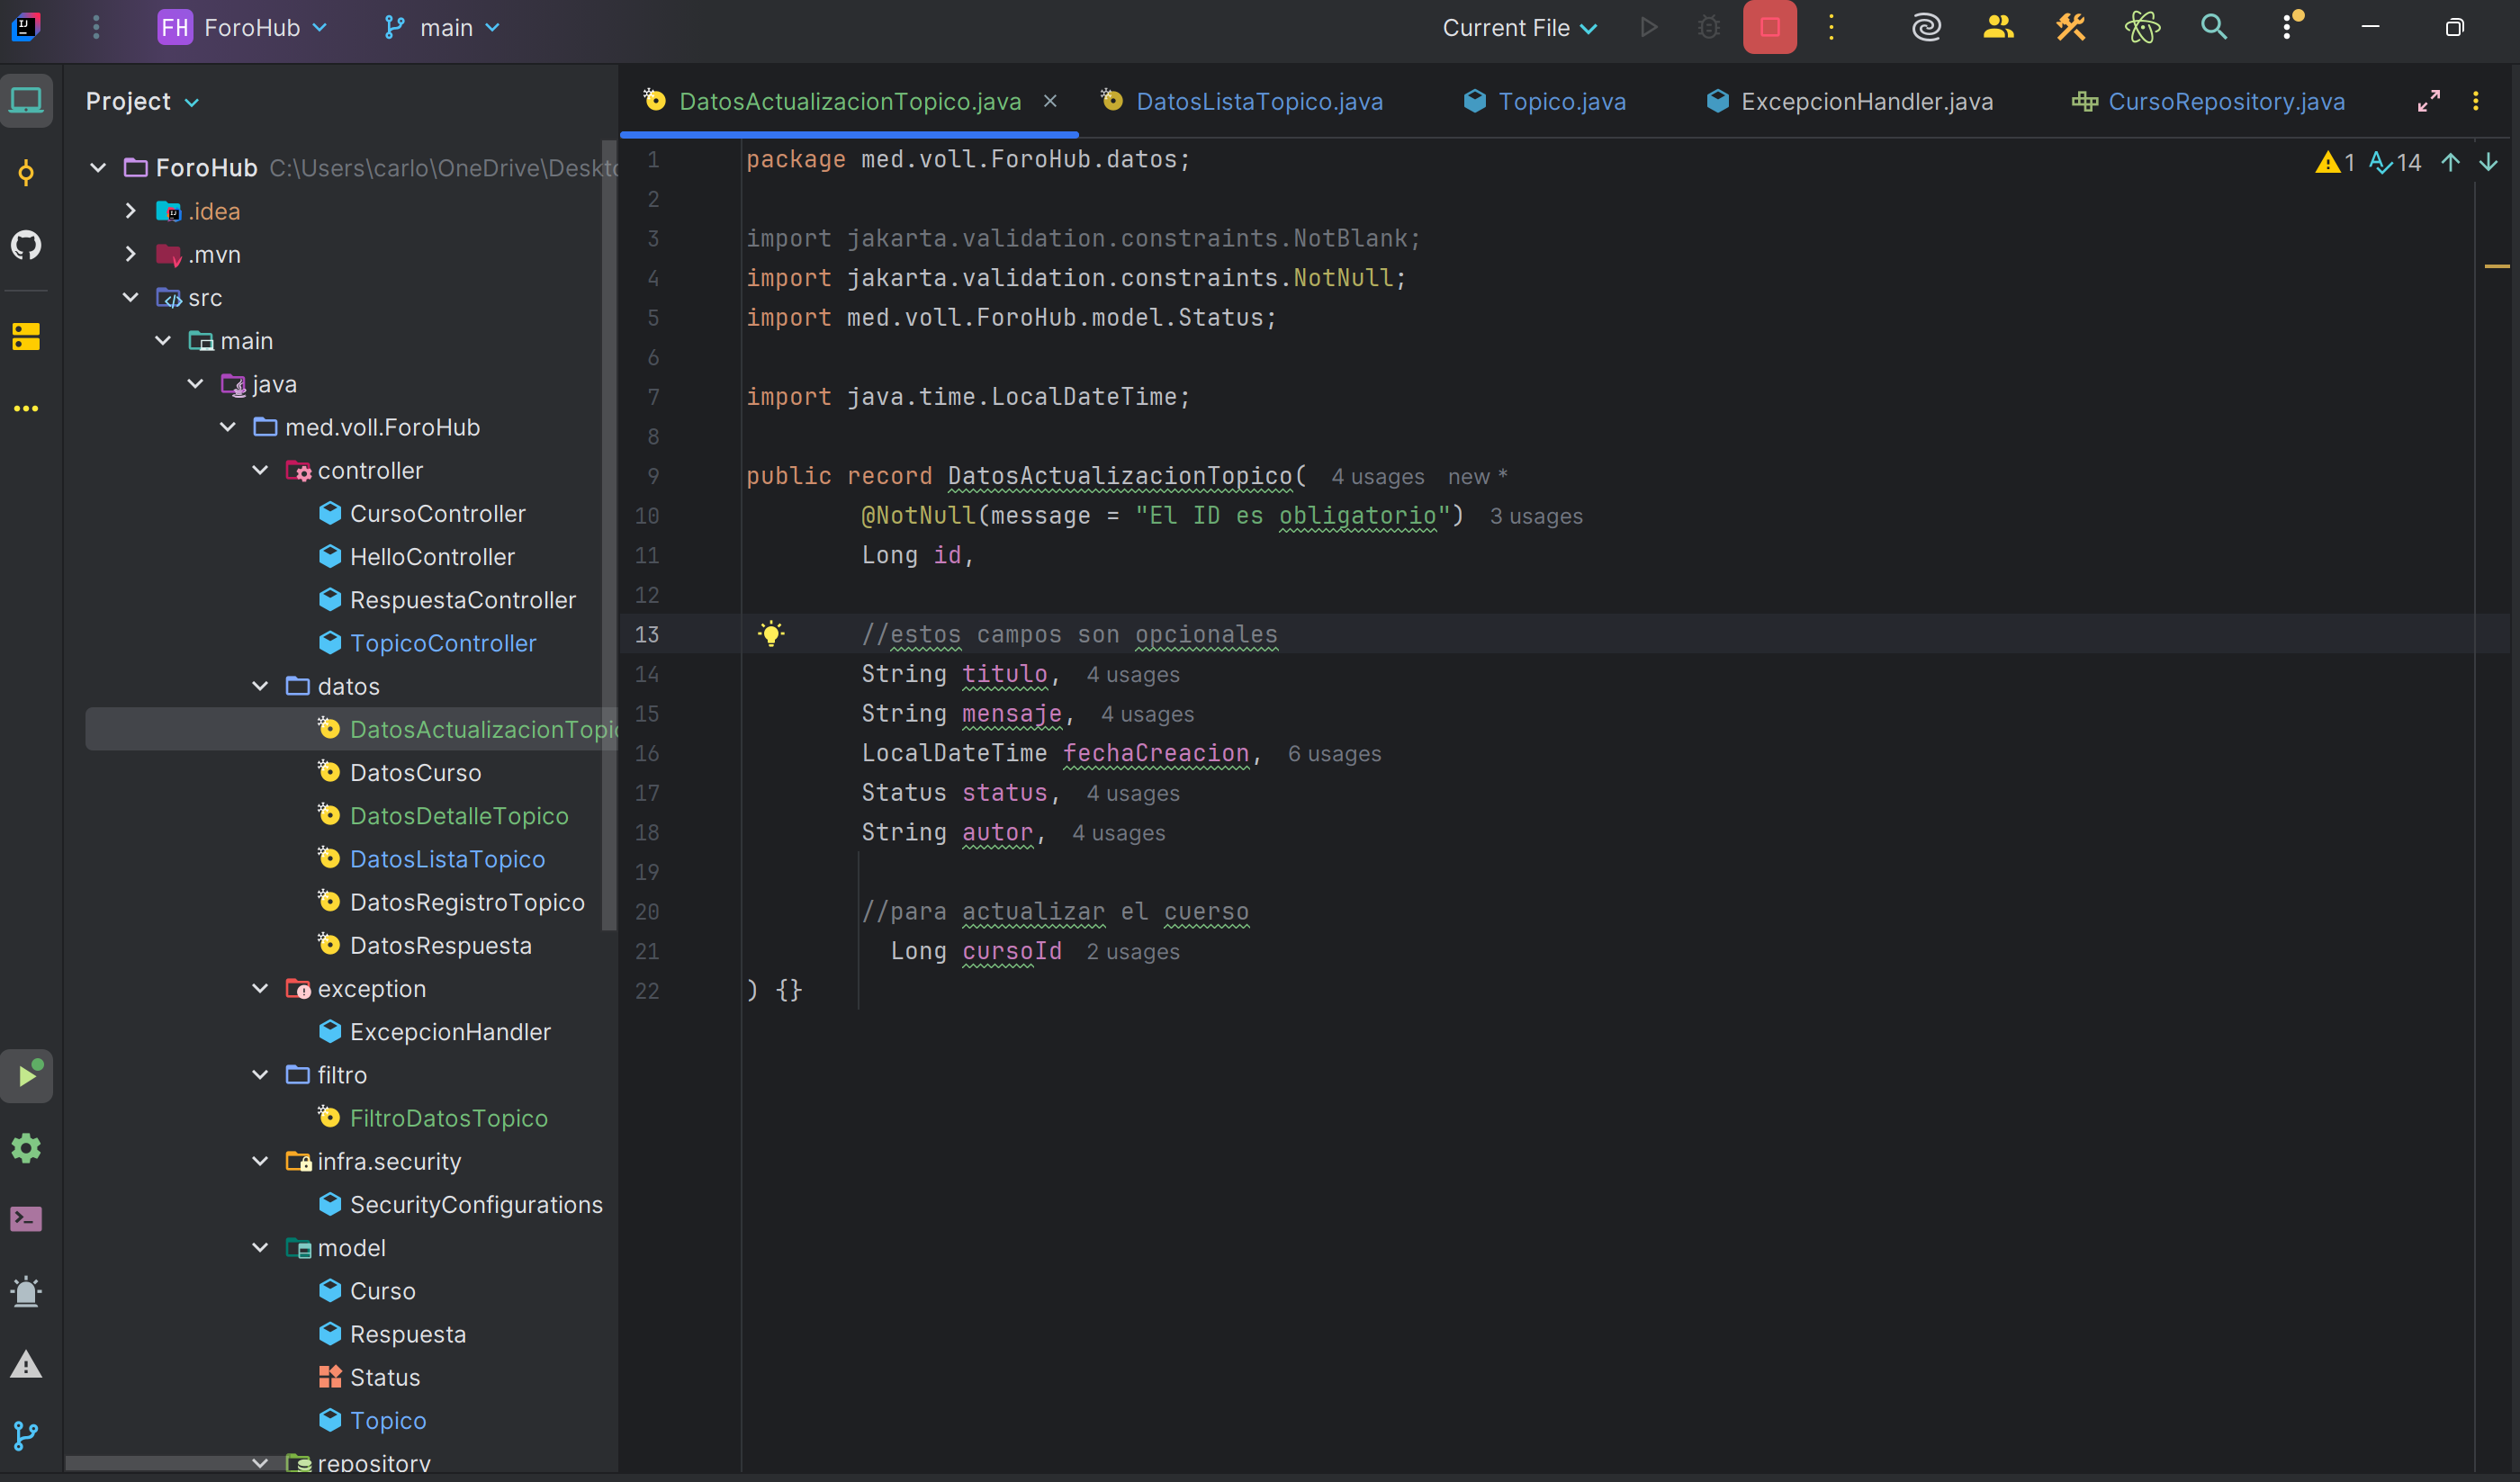 FH ForoHub main Current File
Project
DatosActualizacionTopico.java DatosListaTopico.java Topico.java ExcepcionHandler.java CursoRepository.java
ForoHub C:\Users\carlo\OneDrive\Deskto
.idea
.mvn
src
main
java
med.voll.ForoHub
controller
CursoController
HelloController
RespuestaController
TopicoController
datos
DatosActualizacionTopic
DatosCurso
DatosDetalleTopico
DatosListaTopico
DatosRegistroTopico
DatosRespuesta
exception
ExcepcionHandler
filtro
FiltroDatosTopico
infra.security
SecurityConfigurations
model
Curso
Respuesta
Status
Topico
repository
1 14
1 package med.voll.ForoHub.datos;
2
3 import jakarta.validation.constraints.NotBlank;
4 import jakarta.validation.constraints.NotNull;
5 import med.voll.ForoHub.model.Status;
6
7 import java.time.LocalDateTime;
8
9 public record DatosActualizacionTopico( 4 usages new *
10 @NotNull(message = "El ID es obligatorio") 3 usages
11 Long id,
12
13 //estos campos son opcionales
14 String titulo, 4 usages
15 String mensaje, 4 usages
16 LocalDateTime fechaCreacion, 6 usages
17 Status status, 4 usages
18 String autor, 4 usages
19
20 //para actualizar el cuerso
21 Long cursoId 2 usages
22 ) {}